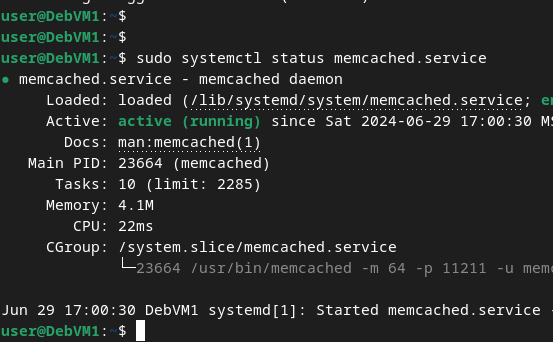 user@DebVM1:~$
user@DebVM1:~$
user@DebVM1:~$ sudo systemctl status memcached.service
● memcached.service - memcached daemon
Loaded: loaded (/lib/systemd/system/memcached.service; en
Active: active (running) since Sat 2024-06-29 17:00:30 MS
Docs: man:memcached(1)
Main PID: 23664 (memcached)
Tasks: 10 (limit: 2285)
Memory: 4.1M
CPU: 22ms
CGroup: /system.slice/memcached.service
└─23664 /usr/bin/memcached -m 64 -p 11211 -u memc
Jun 29 17:00:30 DebVM1 systemd[1]: Started memcached.service -
user@DebVM1:~$